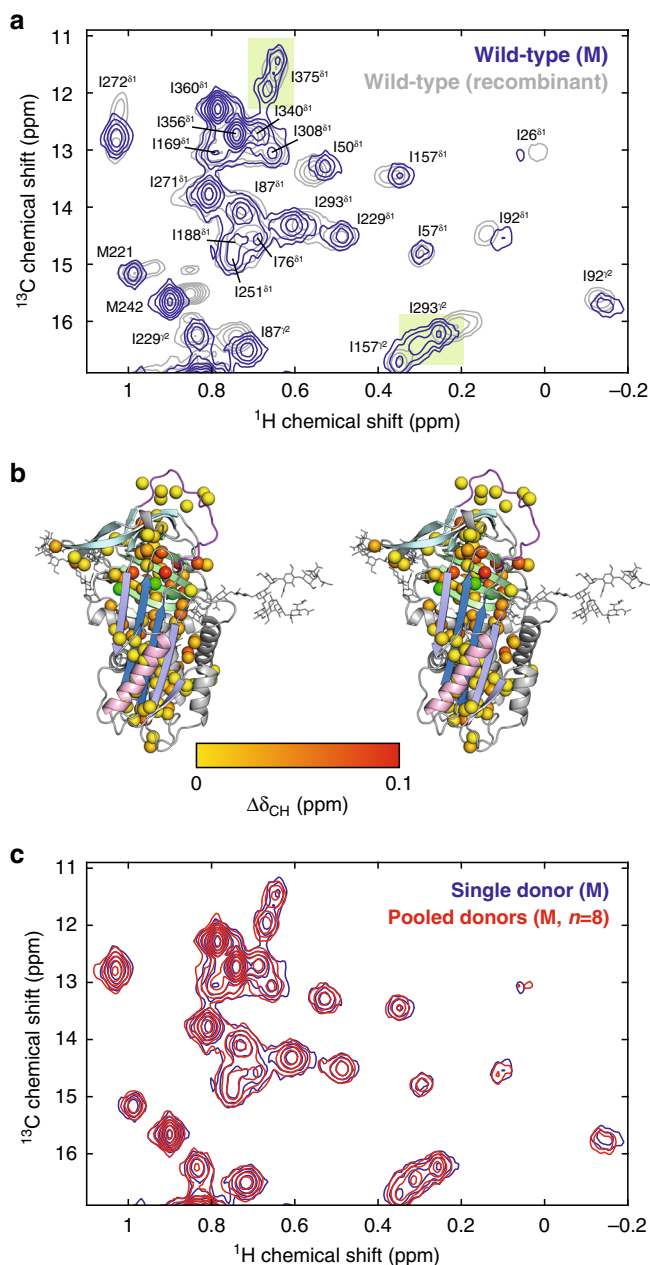 a
11
12
13
14
15
16
¹³C chemical shift (ppm)
Wild-type (M)
Wild-type (recombinant)
I272δ1
I360δ1
I375δ1
I356δ1
I340δ1
I169δ1
I308δ1
I50δ1
I157δ1
I26δ1
I271δ1
I87δ1
I293δ1
I229δ1
I188δ1
I76δ1
I57δ1
I92δ1
M221
I251δ1
M242
I293γ2
I92γ2
I229γ2
I87γ2
I157γ2
1 0.8 0.6 0.4 0.2 0 –0.2
¹H chemical shift (ppm)
b
0 0.1
ΔδCH (ppm)
c
11
12
13
14
15
16
¹³C chemical shift (ppm)
Single donor (M)
Pooled donors (M, n=8)
1 0.8 0.6 0.4 0.2 0 –0.2
¹H chemical shift (ppm)